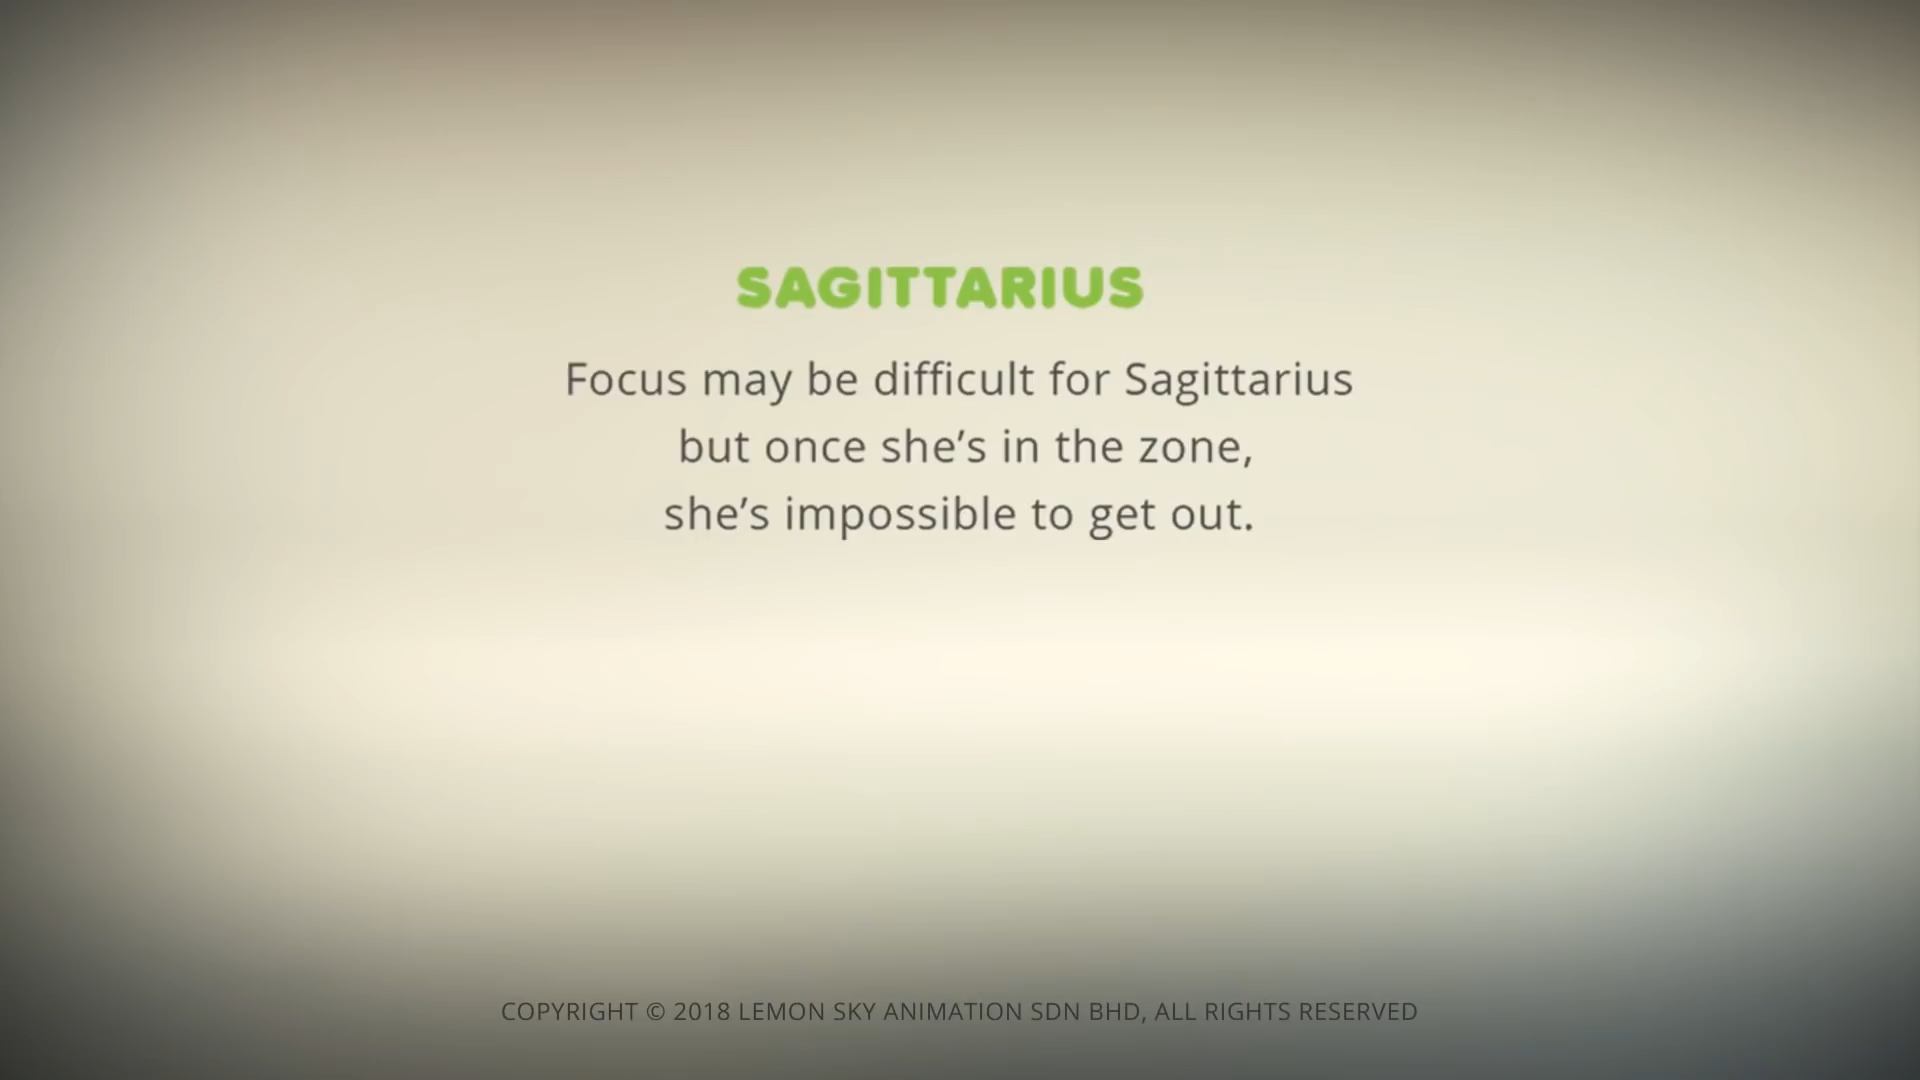 SAGITTARIUS
Focus may be difficult for Sagittarius
but once she’s in the zone,
she’s impossible to get out.
COPYRIGHT © 2018 LEMON SKY ANIMATION SDN BHD, ALL RIGHTS RESERVED